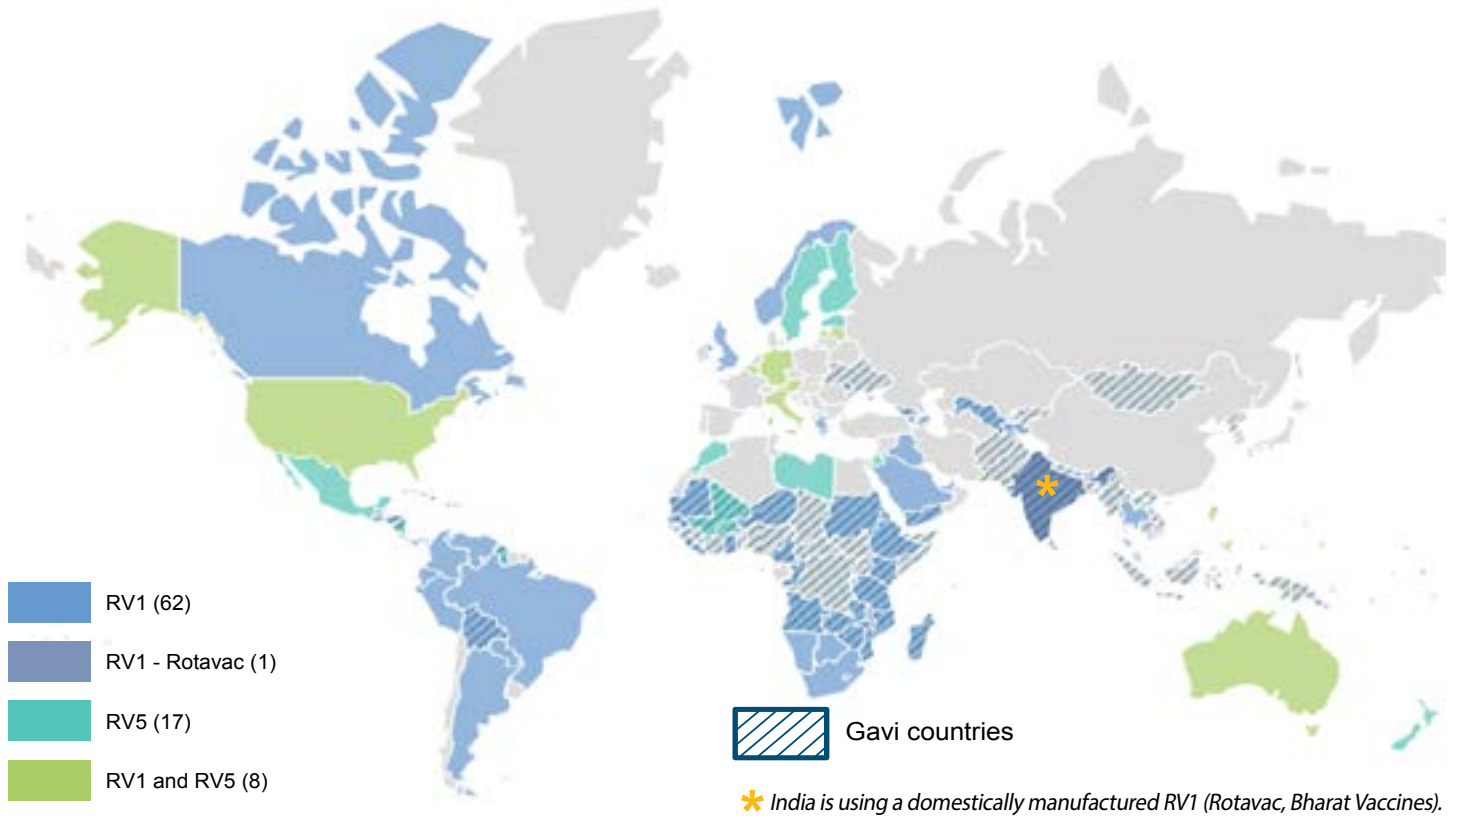 RV1 (62)
RV1 - Rotavac (1)
RV5 (17)
RV1 and RV5 (8)
Gavi countries
* India is using a domestically manufactured RV1 (Rotavac, Bharat Vaccines).